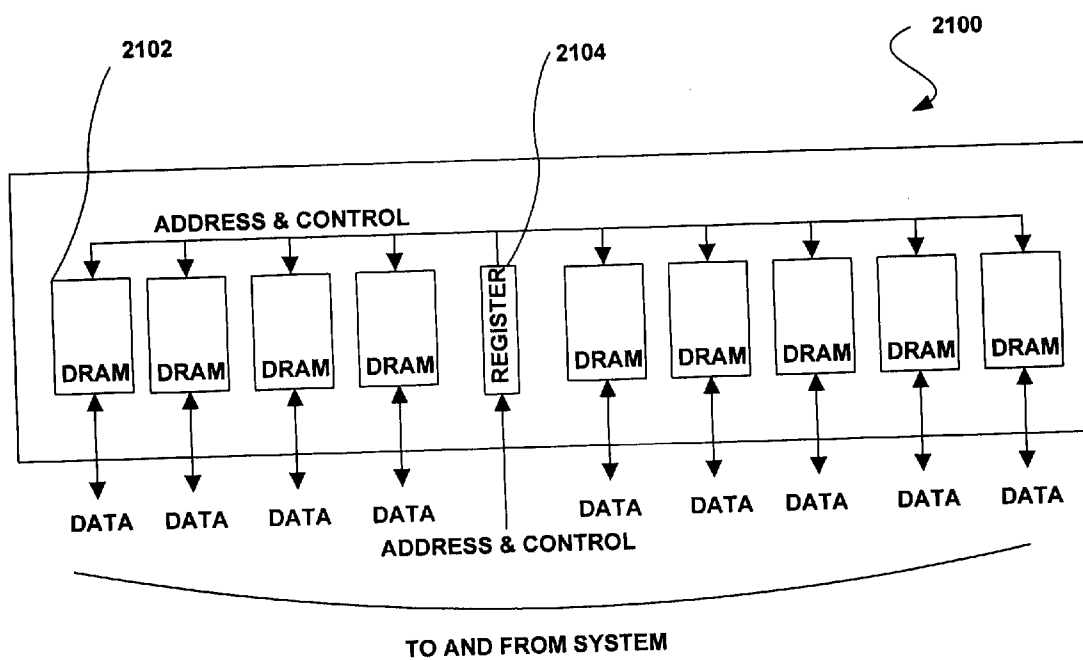 2102
2104
2100
ADDRESS & CONTROL
REGISTER
DRAM DRAM DRAM DRAM DRAM DRAM DRAM DRAM DRAM
DATA DATA DATA DATA DATA DATA DATA DATA DATA
ADDRESS & CONTROL
TO AND FROM SYSTEM